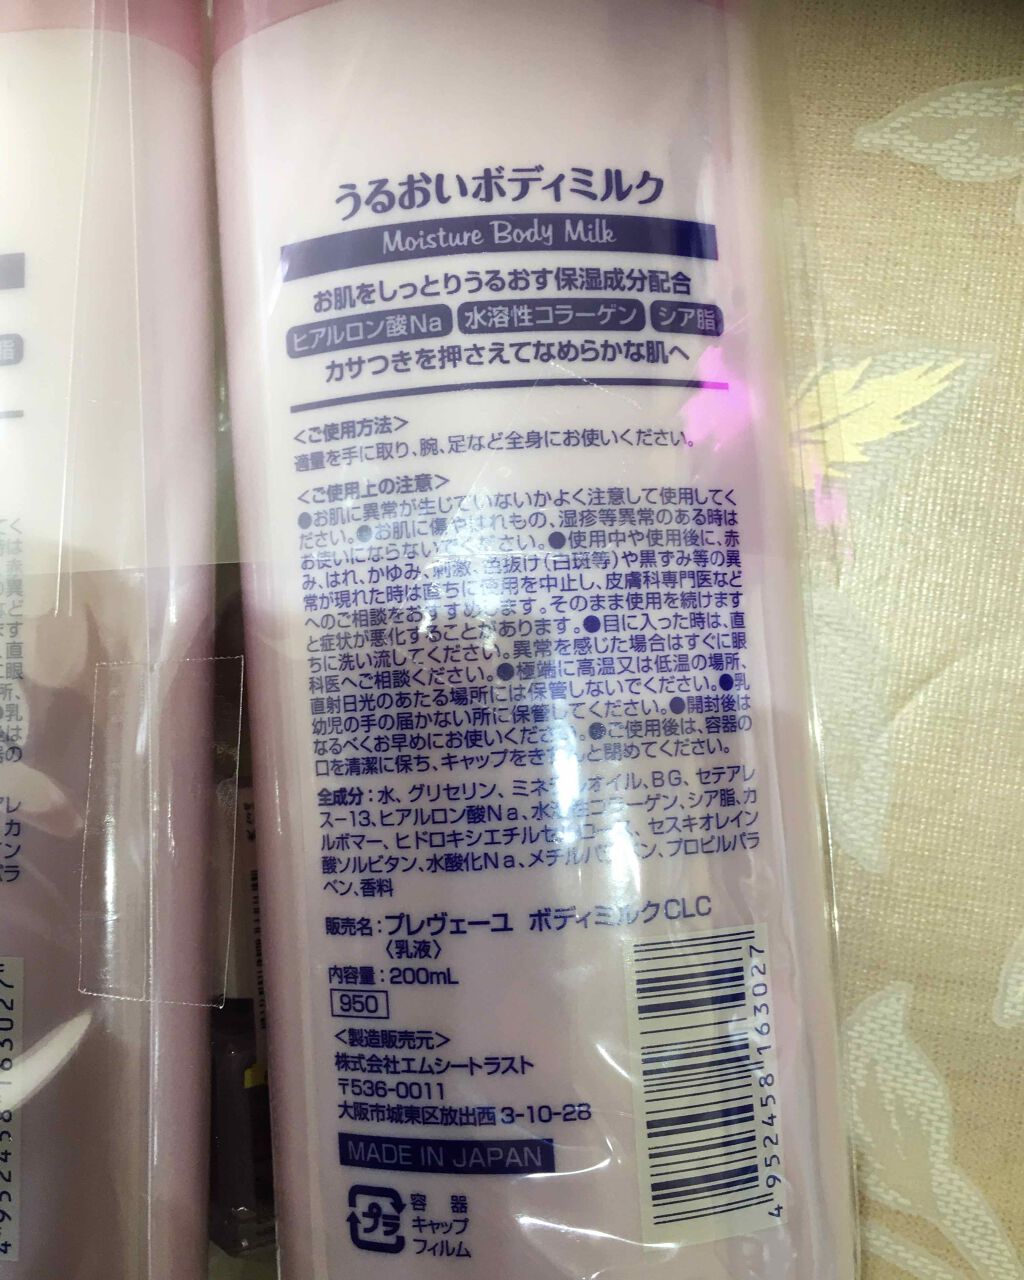 うるおいボディミルク
Moisture Body Milk
お肌をしっとりうるおす保湿成分配合
ヒアルロン酸Na 水溶性コラーゲン シア脂
カサつきを押さえてなめらかな肌へ
<ご使用方法>
適量を手に取り、腕、足など全身にお使いください。
<ご使用上の注意>
●お肌に異常が生じていないかよく注意して使用してく
ださい。●お肌に傷やはれもの、湿疹等異常のある時は
お使いにならないでください。●使用中や使用後に、赤
み、はれ、かゆみ、刺激、色抜け(白斑等)や黒ずみ等の異
常が現れた時は直ちに使用を中止し、皮膚科専門医など
へのご相談をおすすめします。そのまま使用を続けます
と症状が悪化することがあります。●目に入った時は、直
ちに洗い流してください。異常を感じた場合はすぐに眼
科医へご相談ください。●極端に高温又は低温の場所、
直射日光のあたる場所には保管しないでください。●乳
幼児の手の届かない所に保管してください。●開封後は
なるべくお早めにお使いください。●ご使用後は、容器の
口を清潔に保ち、キャップをきちんと閉めてください。
全成分：水、グリセリン、ミネラルオイル、BG、セテアレ
ス-13、ヒアルロン酸Na、水溶性コラーゲン、シア脂、カ
ルボマー、ヒドロキシエチルセルロース、セスキオレイン
酸ソルビタン、水酸化Na、メチルパラベン、プロピルパラ
ベン、香料
販売名：プレヴェーユ ボディミルクCLC
〈乳液〉
内容量：200mL
950
<製造販売元>
株式会社エムシートラスト
〒536-0011
大阪市城東区放出西3-10-28
MADE IN JAPAN
プラ
容器
キャップ
フィルム
4952458163027